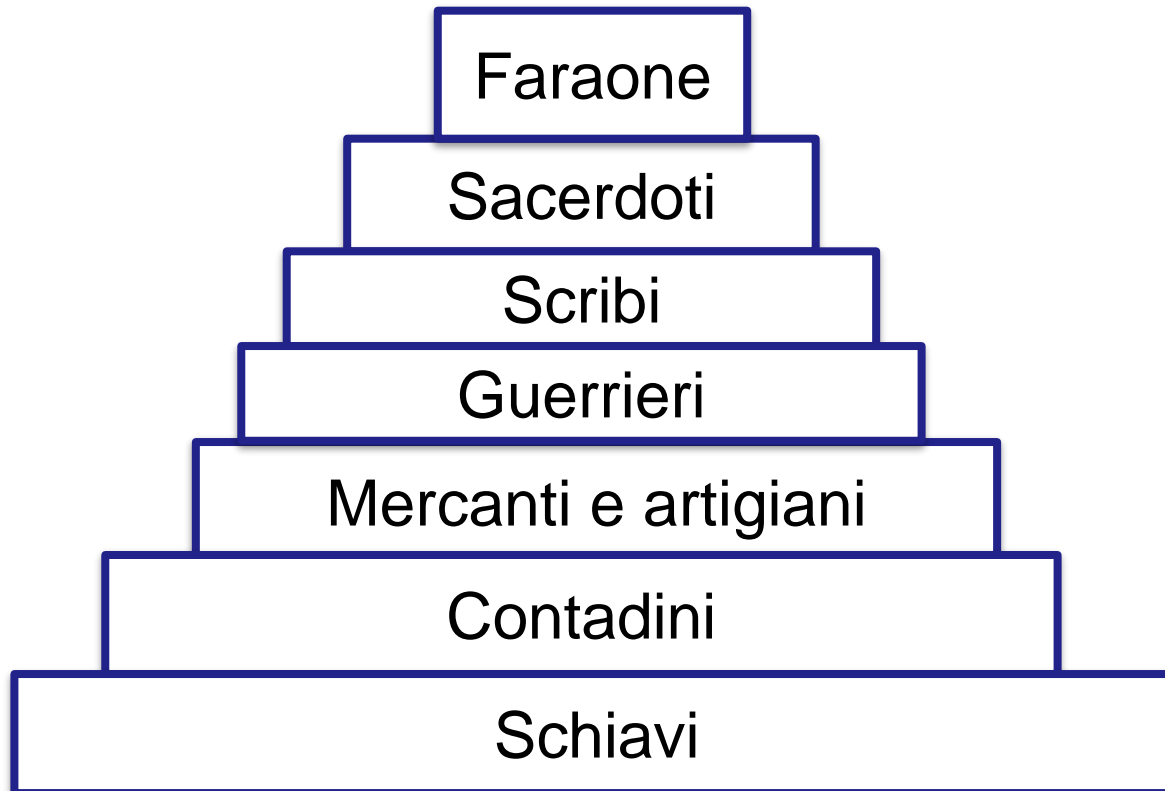 Faraone
Sacerdoti
Scribi
Guerrieri
Mercanti e artigiani
Contadini
Schiavi